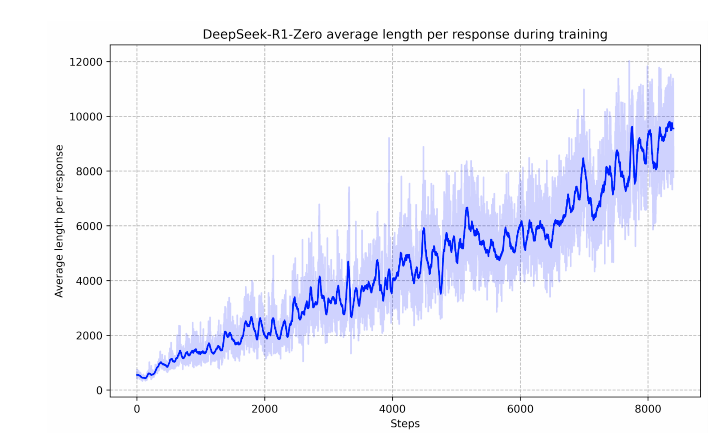 DeepSeek-R1-Zero average length per response during training
12000
10000
8000
6000
4000
2000
0
Average length per response
0 2000 4000 6000 8000
Steps